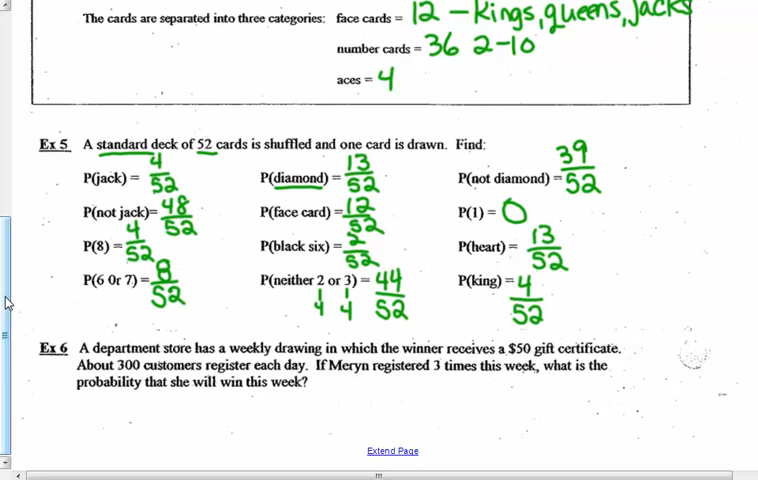 The cards are separated into three categories: face cards = 12 - kings, queens, jacks
number cards = 36 2-10
aces = 4
Ex 5 A standard deck of 52 cards is shuffled and one card is drawn. Find:
P(jack) = 4/52 P(diamond) = 13/52 P(not diamond) = 39/52
P(not jack)= 48/52 P(face card) = 12/52 P(1) = 0
P(8) = 4/52 P(black six) = 2/52 P(heart) = 13/52
P(6 0r 7) = 8/52 P(neither 2 or 3) = 44/52 P(king) = 4/52
4 4
Ex 6 A department store has a weekly drawing in which the winner receives a $50 gift certificate.
About 300 customers register each day. If Meryn registered 3 times this week, what is the
probability that she will win this week?
Extend Page